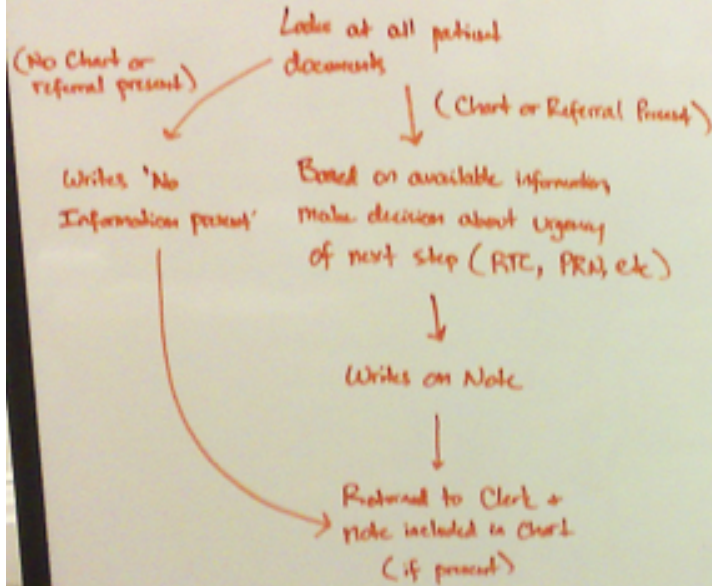 Looks at all patient
documents
(No Chart or
referral present)
(Chart or Referral Present)
Writes 'No
Information present'
Based on available information,
make decision about urgency
of next step (RTC, PRN, etc)
Writes on Note
Returned to Clerk +
note included in Chart
(if present)